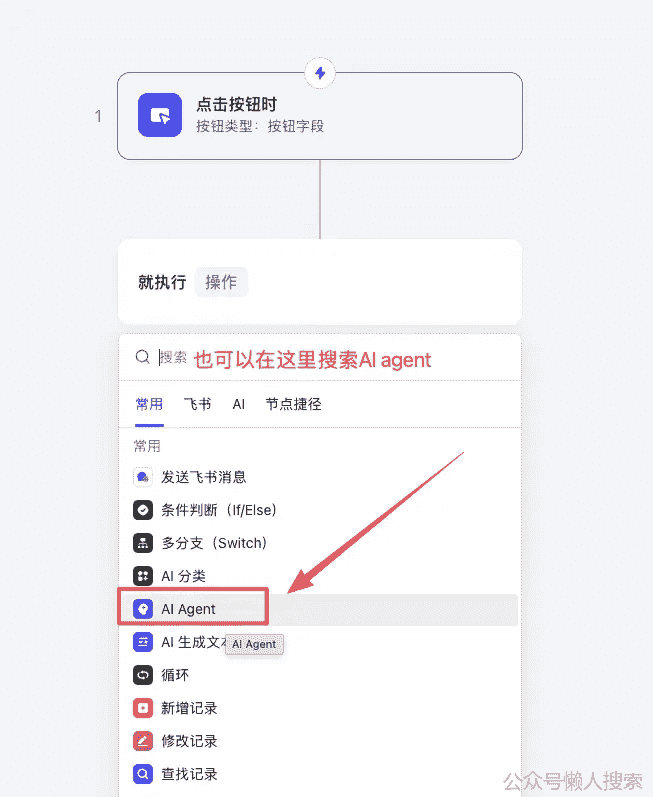 点击按钮时
1
按钮类型：按钮字段
就执行 操作
搜索 也可以在这里搜索AI agent
常用 飞书 AI 节点捷径
常用
发送飞书消息
条件判断（If/Else）
多分支（Switch）
AI 分类
AI Agent
AI 生成文本
AI Agent
循环
新增记录
修改记录
查找记录
公众号懒人搜索